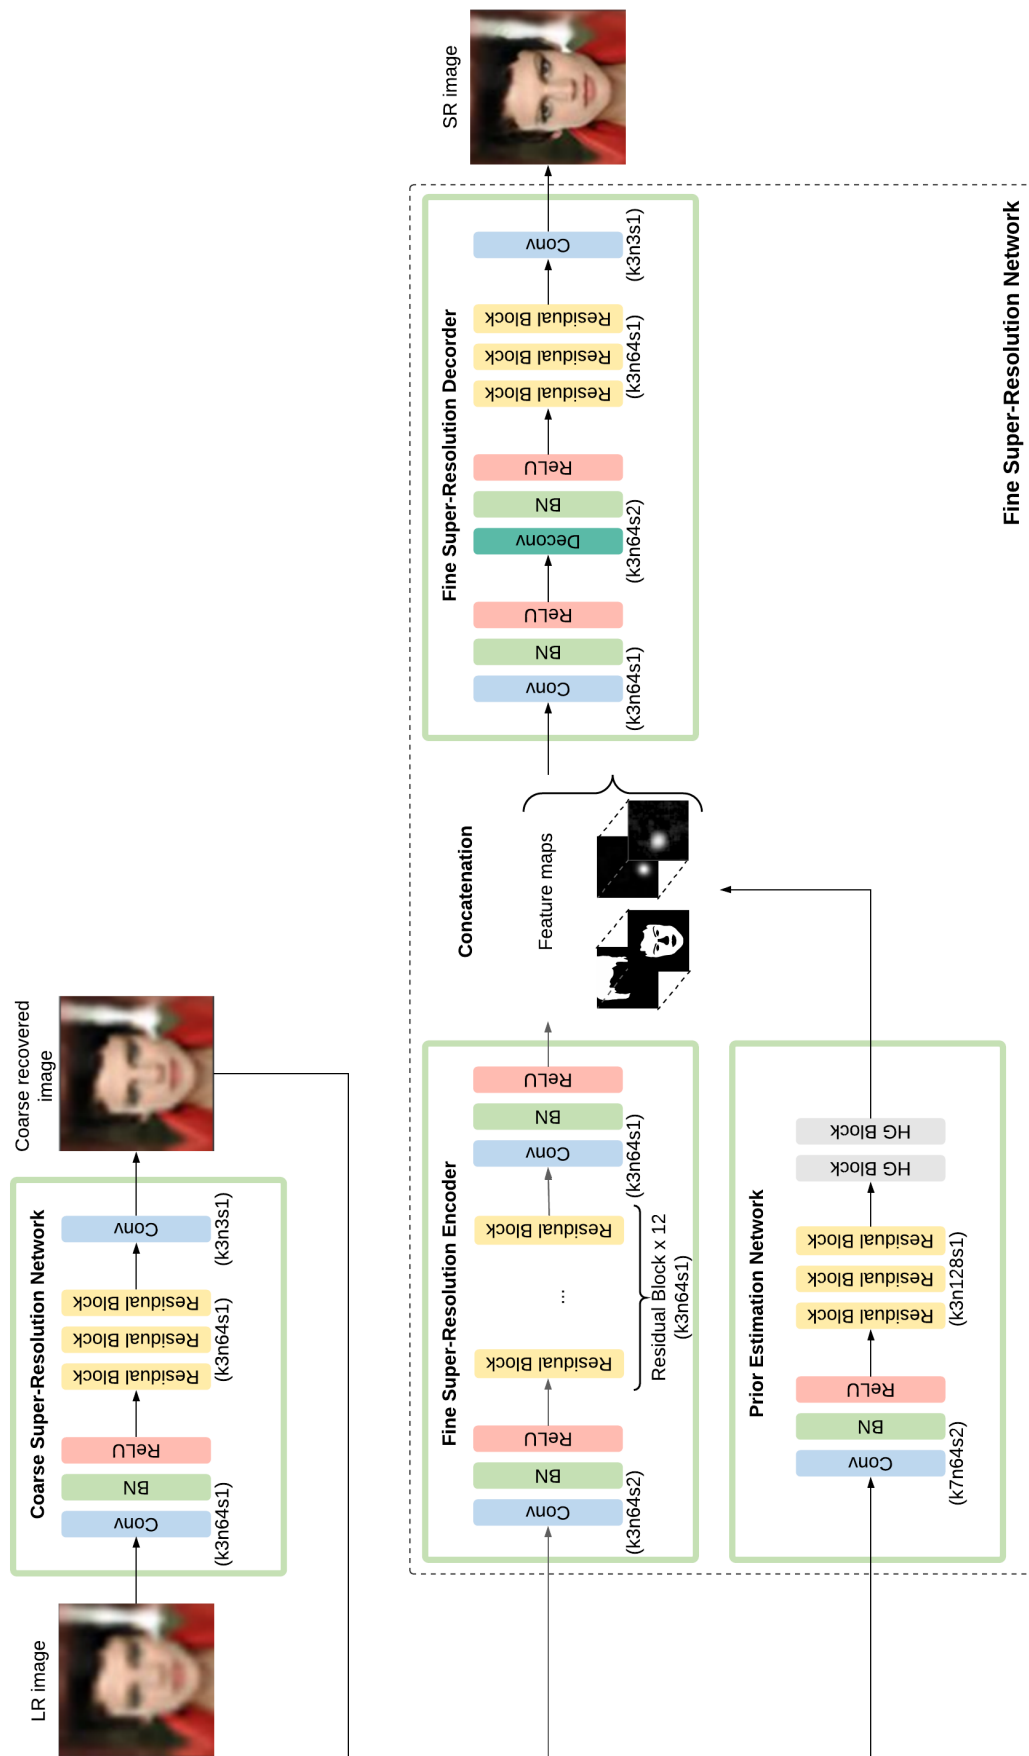 LR image
Coarse Super-Resolution Network
Conv
BN
ReLU
(k3n64s1)
Residual Block
Residual Block
Residual Block
(k3n64s1)
Conv
(k3n3s1)
Coarse recovered
image
Fine Super-Resolution Encoder
Conv
BN
ReLU
(k3n64s2)
Residual Block
...
Residual Block
Residual Block x 12
(k3n64s1)
Conv
BN
ReLU
(k3n64s1)
Prior Estimation Network
Conv
BN
ReLU
(k7n64s2)
Residual Block
Residual Block
Residual Block
(k3n128s1)
HG Block
HG Block
Concatenation
Feature maps
Fine Super-Resolution Decorder
Conv
BN
ReLU
(k3n64s1)
Deconv
BN
ReLU
(k3n64s2)
Residual Block
Residual Block
Residual Block
(k3n64s1)
Conv
(k3n3s1)
SR image
Fine Super-Resolution Network